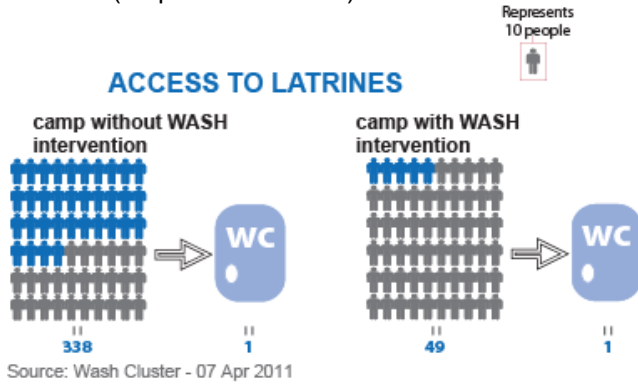 Represents
10 people
ACCESS TO LATRINES
camp without WASH
intervention
camp with WASH
intervention
WC
WC
338
1
49
1
Source: Wash Cluster - 07 Apr 2011